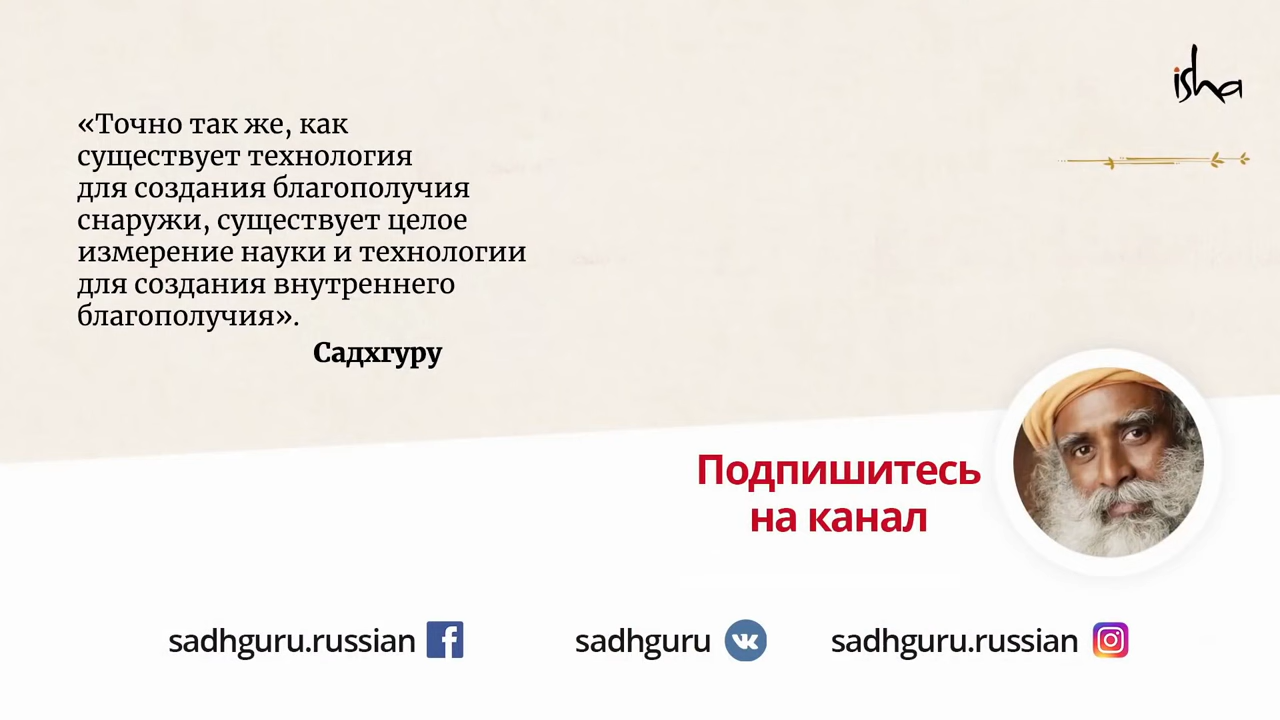 isha
«Точно так же, как
существует технология
для создания благополучия
снаружи, существует целое
измерение науки и технологии
для создания внутреннего
благополучия».
Садхгуру
Подпишитесь
на канал
sadhguru.russian
sadhguru
sadhguru.russian